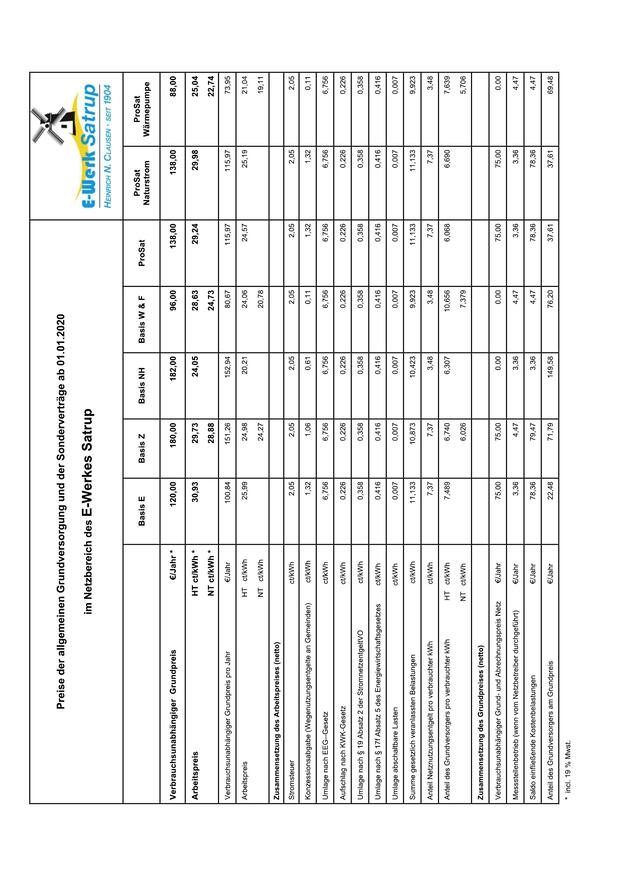 Preise der allgemeinen Grundversorgung und der Sonderverträge ab 01.01.2020
im Netzbereich des E-Werkes Satrup
E-Werk Satrup
HEINRICH N. CLAUSEN · SEIT 1904
Basis E Basis Z Basis NH Basis W & F ProSat ProSat Naturstrom ProSat Wärmepumpe
Verbrauchsunabhängiger Grundpreis €/Jahr * 120,00 180,00 182,00 96,00 138,00 138,00 88,00
Arbeitspreis HT ct/kWh * 30,93 29,73 24,05 28,63 29,24 29,98 25,04
NT ct/kWh * 28,88 24,73 22,74
Verbrauchsunabhängiger Grundpreis pro Jahr €/Jahr 100,84 151,26 152,94 80,67 115,97 115,97 73,95
Arbeitspreis HT ct/kWh 25,99 24,98 20,21 24,06 24,57 25,19 21,04
NT ct/kWh 24,27 20,78 19,11
Zusammensetzung des Arbeitspreises (netto)
Stromsteuer ct/kWh 2,05 2,05 2,05 2,05 2,05 2,05 2,05
Konzessionsabgabe (Wegenutzungsentgelte an Gemeinden) ct/kWh 1,32 1,06 0,61 0,11 1,32 1,32 0,11
Umlage nach EEG–Gesetz ct/kWh 6,756 6,756 6,756 6,756 6,756 6,756 6,756
Aufschlag nach KWK-Gesetz ct/kWh 0,226 0,226 0,226 0,226 0,226 0,226 0,226
Umlage nach § 19 Absatz 2 der StromnetzentgeltVO ct/kWh 0,358 0,358 0,358 0,358 0,358 0,358 0,358
Umlage nach § 17f Absatz 5 des Energiewirtschaftsgesetzes ct/kWh 0,416 0,416 0,416 0,416 0,416 0,416 0,416
Umlage abschaltbare Lasten ct/kWh 0,007 0,007 0,007 0,007 0,007 0,007 0,007
Summe gesetzlich veranlassten Belastungen ct/kWh 11,133 10,873 10,423 9,923 11,133 11,133 9,923
Anteil Netznutzungsentgelt pro verbrauchter kWh ct/kWh 7,37 7,37 3,48 3,48 7,37 7,37 3,48
Anteil des Grundversorgers pro verbrauchter kWh HT ct/kWh 7,489 6,740 6,307 10,656 6,068 6,690 7,639
NT ct/kWh 6,026 7,379 5,706
Zusammensetzung des Grundpreises (netto)
Verbrauchsunabhängiger Grund- und Abrechnungspreis Netz €/Jahr 75,00 75,00 0,00 0,00 75,00 75,00 0,00
Messstellenbetrieb (wenn vom Netzbetreiber durchgeführt) €/Jahr 3,36 4,47 3,36 4,47 3,36 3,36 4,47
Saldo einfließende Kostenbelastungen €/Jahr 78,36 79,47 3,36 4,47 78,36 78,36 4,47
Anteil des Grundversorgers am Grundpreis €/Jahr 22,48 71,79 149,58 76,20 37,61 37,61 69,48
* incl. 19 % Mwst.